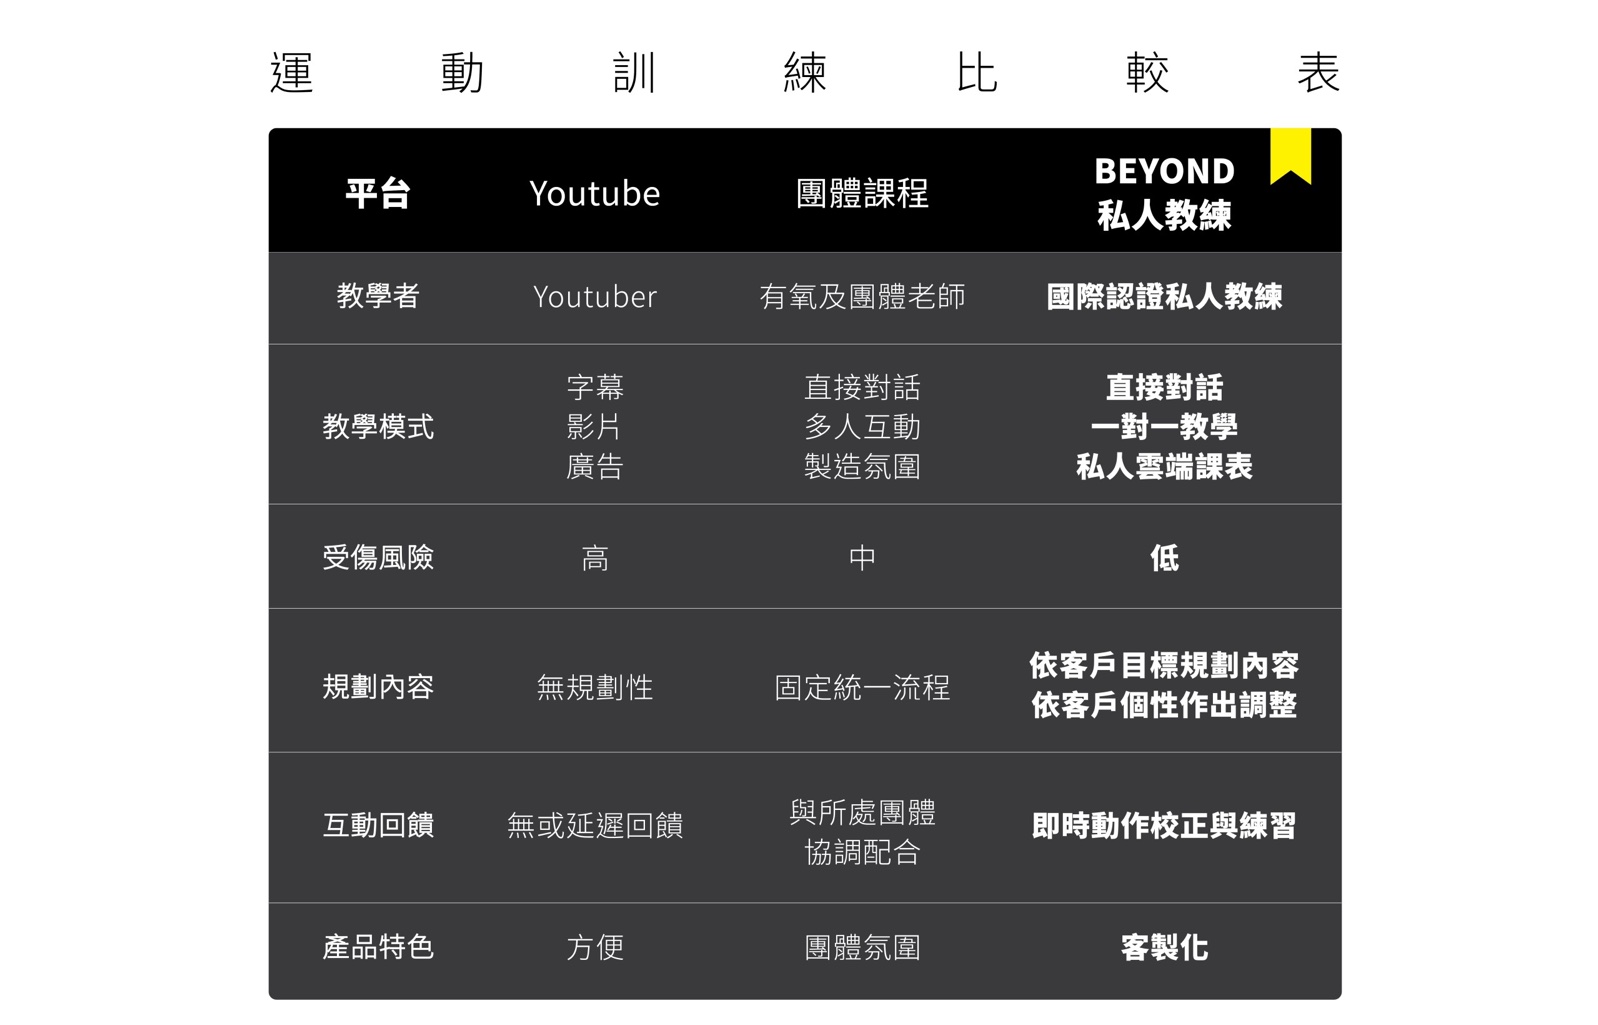 運動訓練比較表
平台
Youtube
團體課程
BEYOND
私人教練
教學者
Youtuber
有氧及團體老師
國際認證私人教練
教學模式
字幕
影片
廣告
直接對話
多人互動
製造氛圍
直接對話
一對一教學
私人雲端課表
受傷風險
高
中
低
規劃內容
無規劃性
固定統一流程
依客戶目標規劃內容
依客戶個性作出調整
互動回饋
無或延遲回饋
與所處團體
協調配合
即時動作校正與練習
產品特色
方便
團體氛圍
客製化